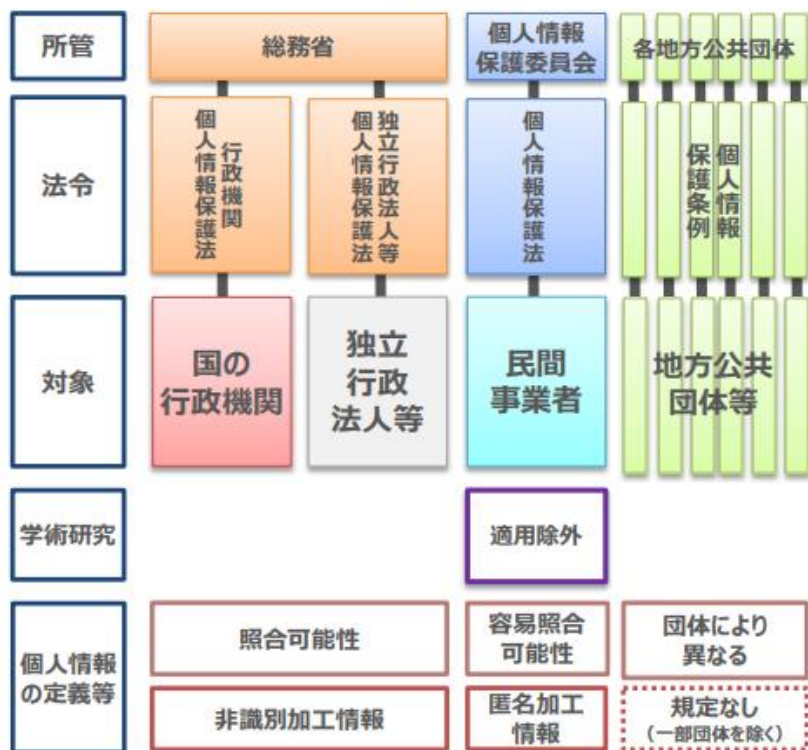 所管
総務省
個人情報
保護委員会
各地方公共団体
法令
行政機関
個人情報保護法
独立行政法人等
個人情報保護法
個人情報保護法
個人情報
保護条例
対象
国の
行政機関
独立
行政
法人等
民間
事業者
地方公共
団体等
学術研究
適用除外
個人情報
の定義等
照合可能性
容易照合
可能性
団体により
異なる
非識別加工情報
匿名加工
情報
規定なし
（一部団体を除く）